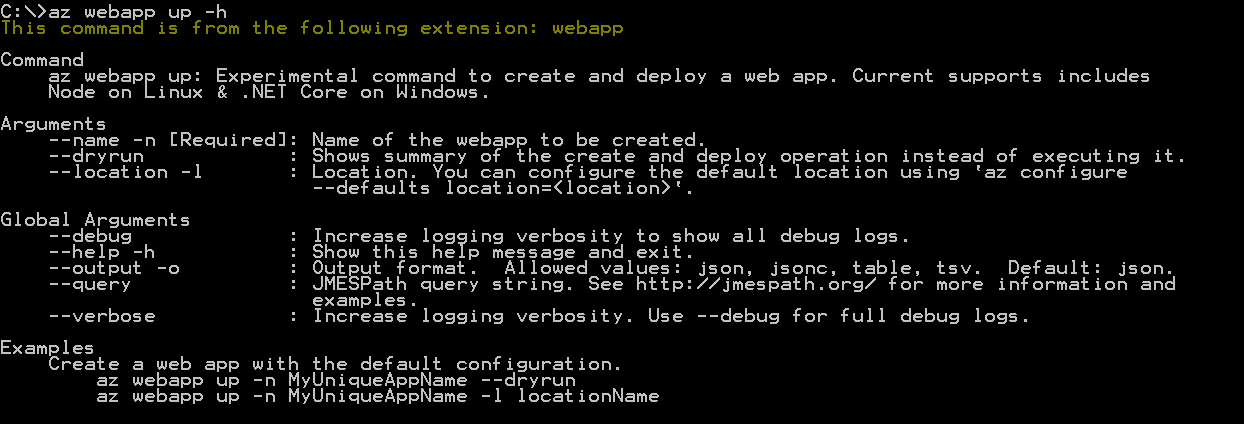 C:\>az webapp up -h
This command is from the following extension: webapp
Command
az webapp up: Experimental command to create and deploy a web app. Current supports includes
Node on Linux & .NET Core on Windows.
Arguments
--name -n [Required]: Name of the webapp to be created.
--dryrun : Shows summary of the create and deploy operation instead of executing it.
--location -l : Location. You can configure the default location using `az configure
--defaults location=<location>`.
Global Arguments
--debug : Increase logging verbosity to show all debug logs.
--help -h : Show this help message and exit.
--output -o : Output format.  Allowed values: json, jsonc, table, tsv.  Default: json.
--query : JMESPath query string. See http://jmespath.org/ for more information and
examples.
--verbose : Increase logging verbosity. Use --debug for full debug logs.
Examples
Create a web app with the default configuration.
az webapp up -n MyUniqueAppName --dryrun
az webapp up -n MyUniqueAppName -l locationName